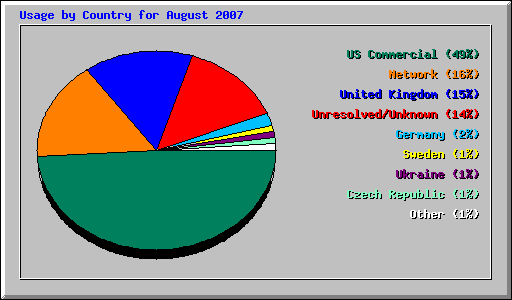 Usage by Country for August 2007
US Commercial (49%)
Network (16%)
United Kingdom (15%)
Unresolved/Unknown (14%)
Germany (2%)
Sweden (1%)
Ukraine (1%)
Czech Republic (1%)
Other (1%)